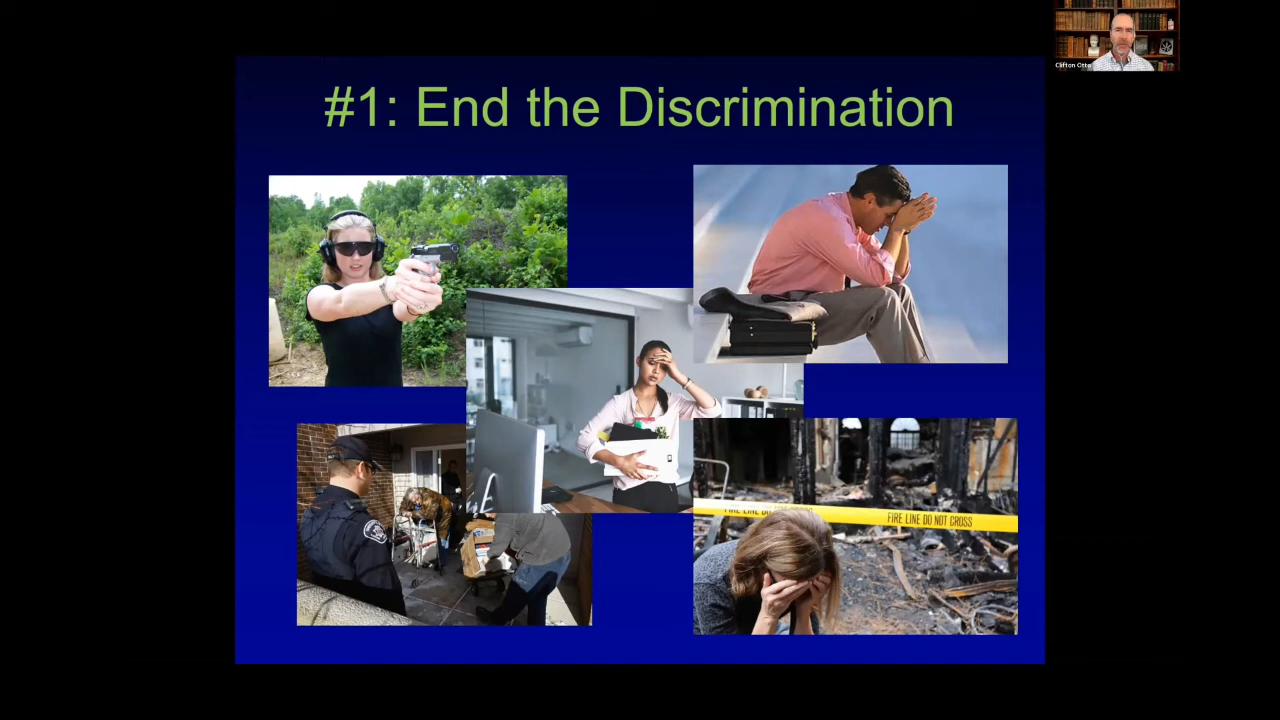 Clifton Otto
#1: End the Discrimination
FIRE LINE DO NOT CROSS